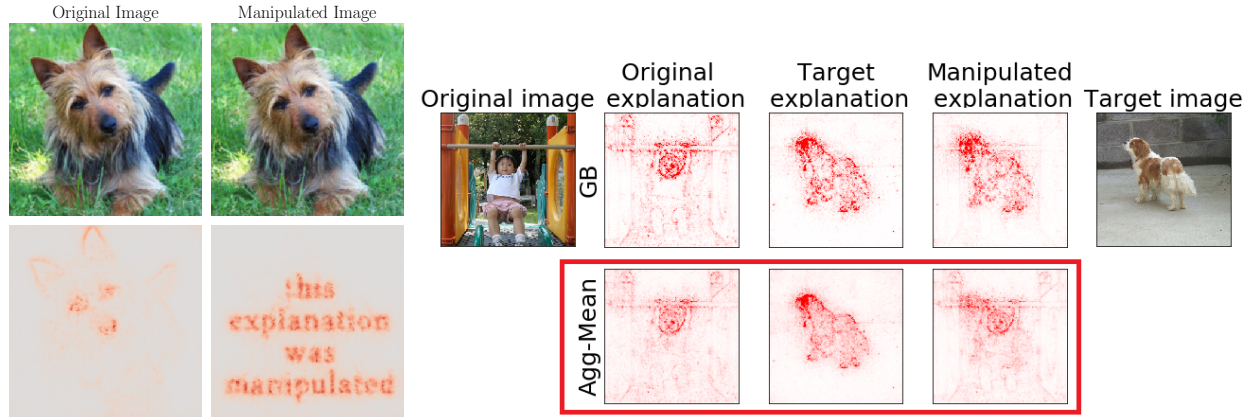 Original Image
Manipulated Image
this
explanation
was
manipulated
Original image
Original
explanation
Target
explanation
Manipulated
explanation
Target image
GB
Agg-Mean